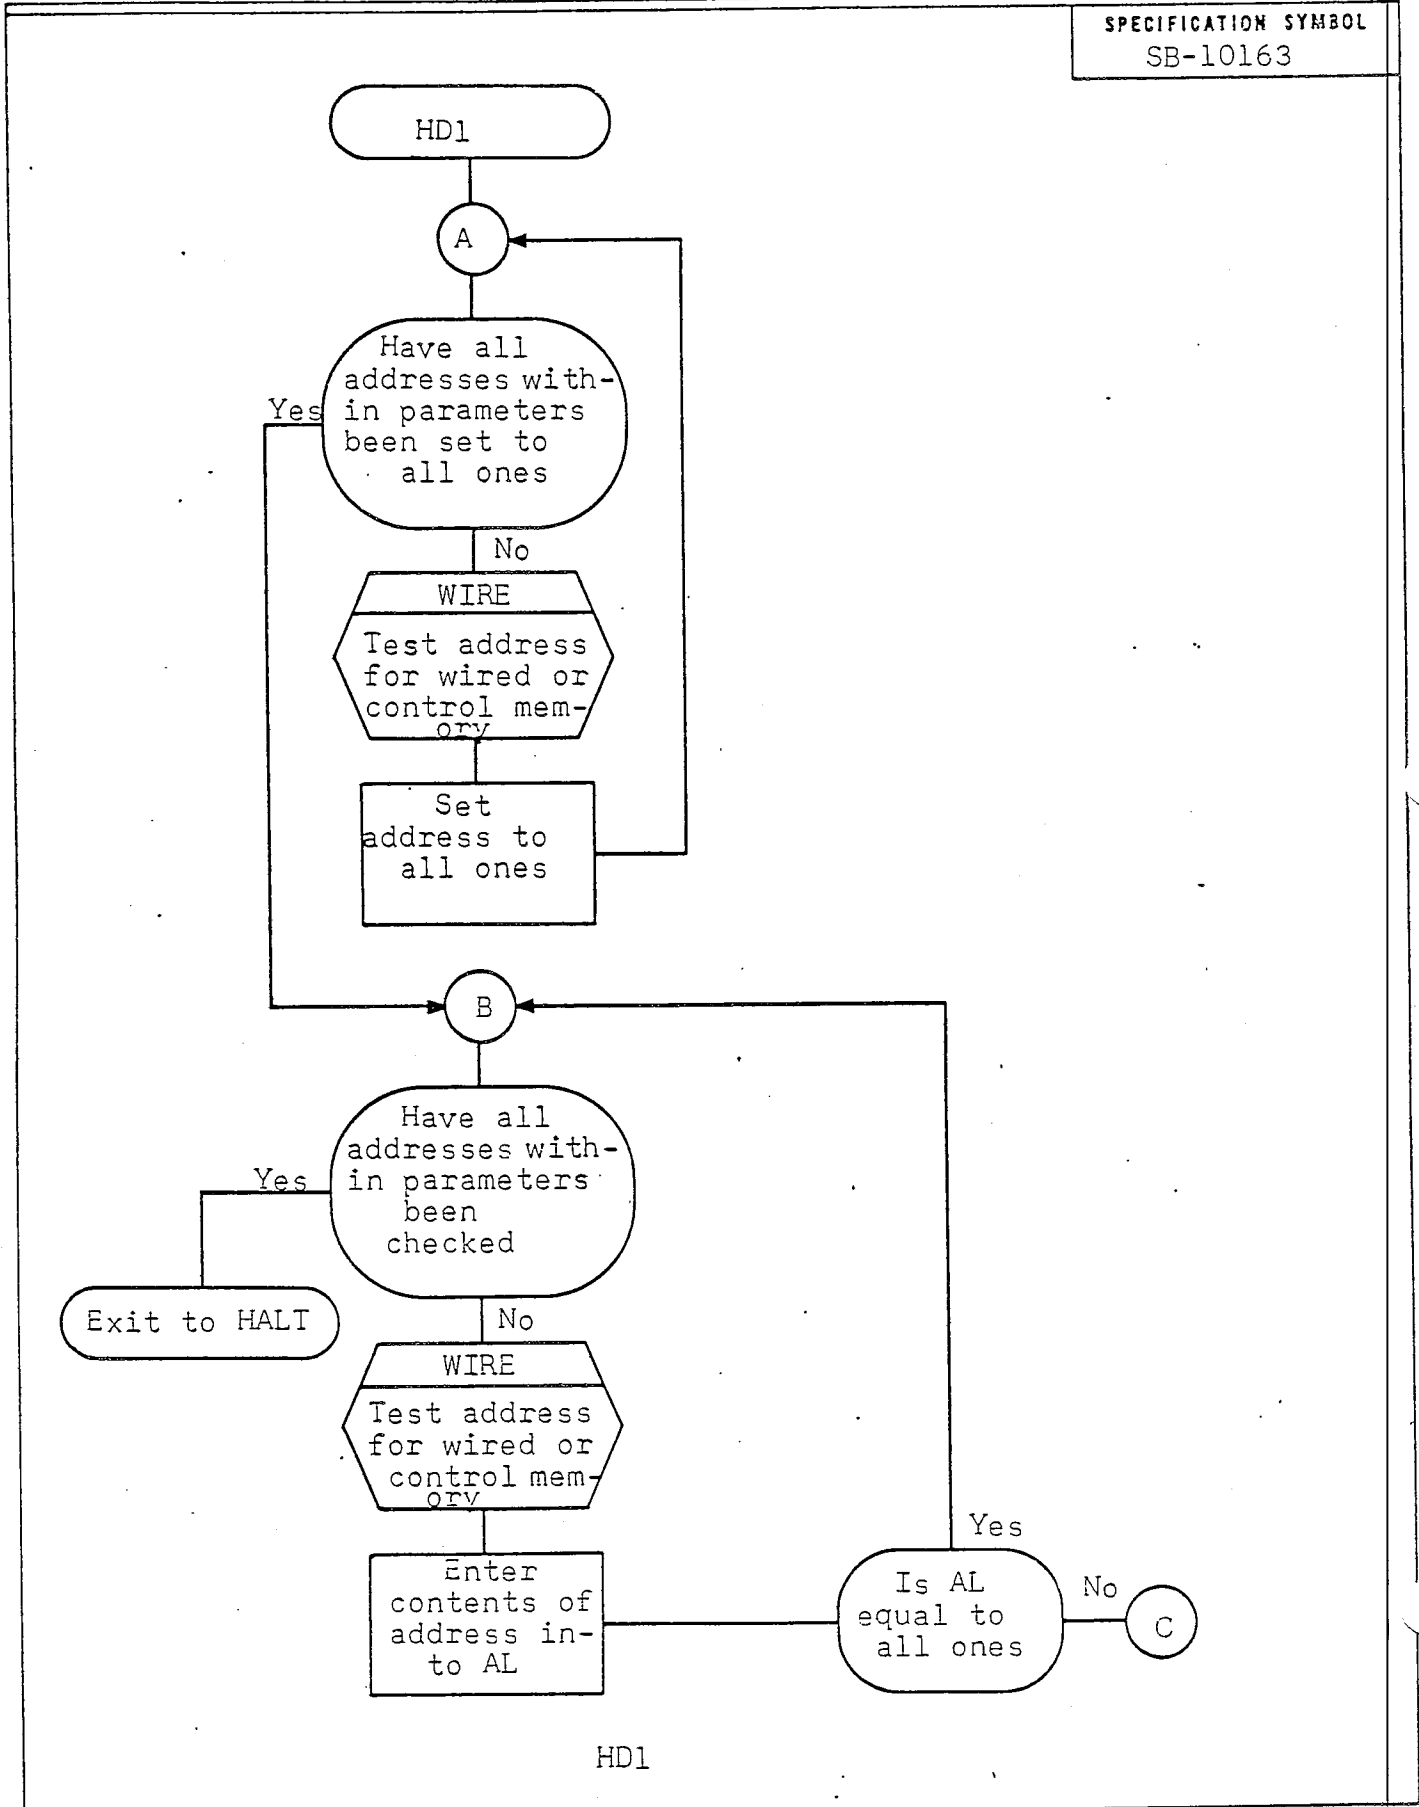 SPECIFICATION SYMBOL
SB-10163
HD1
A
Have all
addresses with-
in parameters
been set to
all ones
Yes
No
WIRE
Test address
for wired or
control mem-
ory
Set
address to
all ones
B
Have all
addresses with-
in parameters
been
checked
Yes
Exit to HALT
No
WIRE
Test address
for wired or
control mem-
ory
Enter
contents of
address in-
to AL
Yes
Is AL
equal to
all ones
No
C
HD1